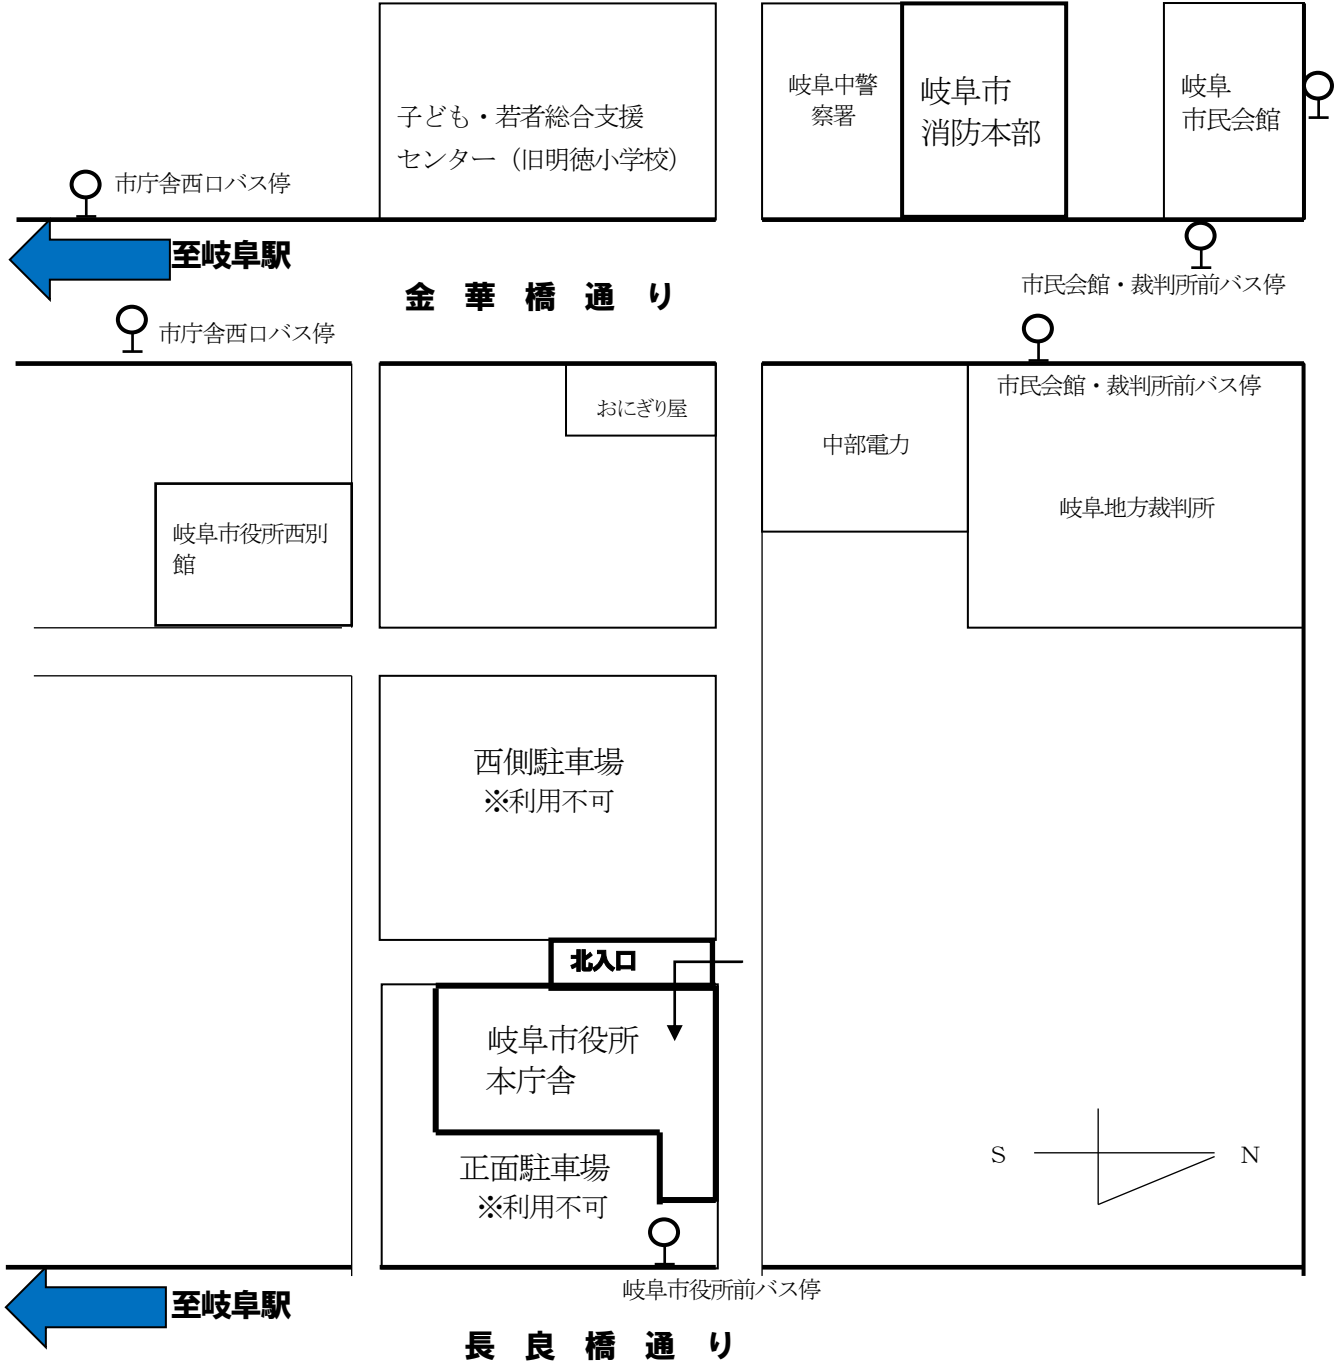 子ども・若者総合支援
センター（旧明徳小学校）
岐阜中警
察署
岐阜市
消防本部
岐阜
市民会館
市庁舎西口バス停
至岐阜駅
金華橋通り
市民会館・裁判所前バス停
市庁舎西口バス停
市民会館・裁判所前バス停
おにぎり屋
中部電力
岐阜地方裁判所
岐阜市役所西別
館
西側駐車場
※利用不可
北入口
岐阜市役所
本庁舎
正面駐車場
※利用不可
S
N
岐阜市役所前バス停
至岐阜駅
長良橋通り